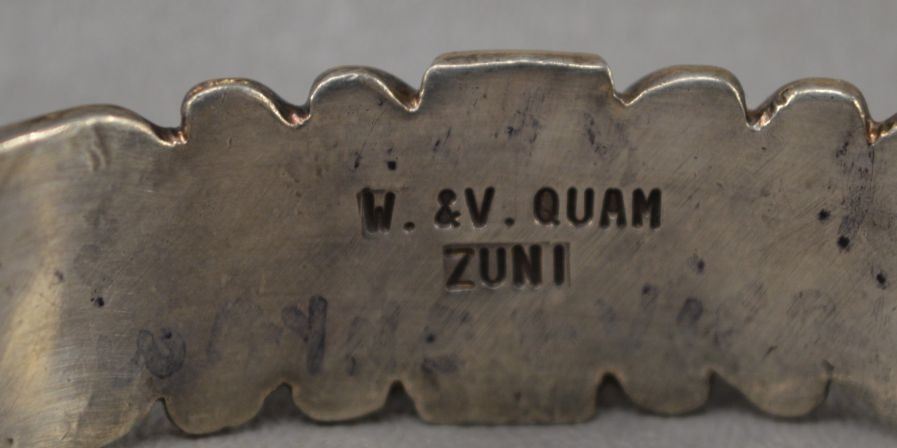 W. & V. QUAM
ZUNI